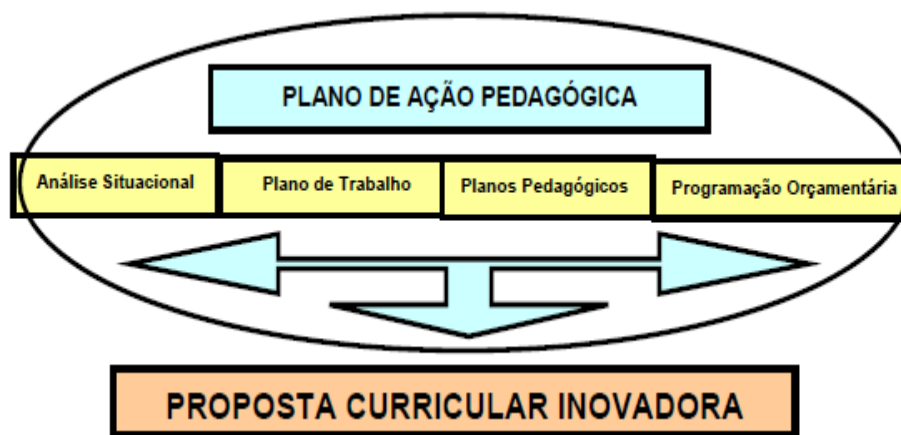 PLANO DE AÇÃO PEDAGÓGICA
Análise Situacional
Plano de Trabalho
Planos Pedagógicos
Programação Orçamentária
PROPOSTA CURRICULAR INOVADORA